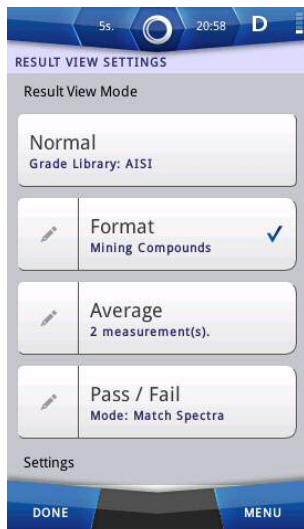 5s. 20:58 D
RESULT VIEW SETTINGS
Result View Mode
Normal
Grade Library: AISI
Format
Mining Compounds
Average
2 measurement(s).
Pass / Fail
Mode: Match Spectra
Settings
DONE MENU